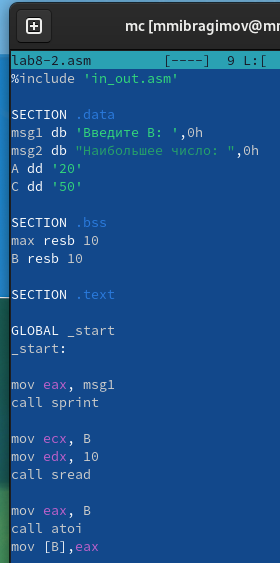 mc [mmibragimov@
lab8-2.asm [----] 9 L:[
%include 'in_out.asm'
SECTION .data
msg1 db 'Введите B: ',0h
msg2 db "Наибольшее число: ",0h
A dd '20'
C dd '50'
SECTION .bss
max resb 10
B resb 10
SECTION .text
GLOBAL _start
_start:
mov eax, msg1
call sprint
mov ecx, B
mov edx, 10
call sread
mov eax, B
call atoi
mov [B],eax